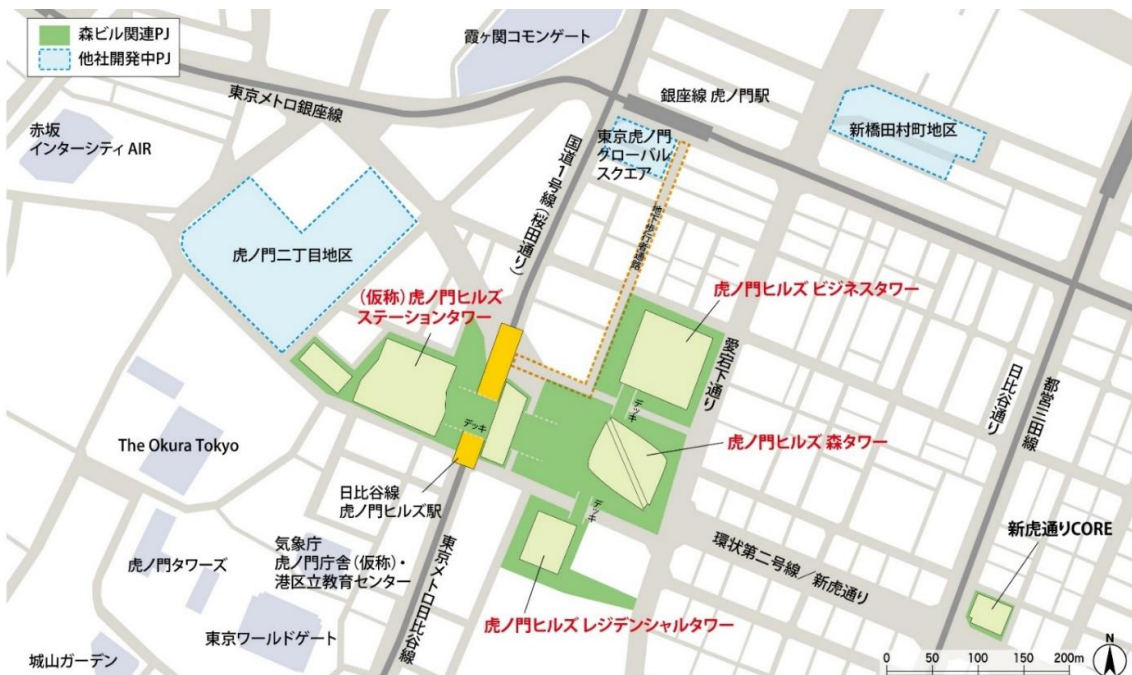 森ビル関連PJ
他社開発中PJ
霞ヶ関コモンゲート
東京メトロ銀座線
銀座線 虎ノ門駅
赤坂
インターシティ AIR
国道1号線(桜田通り)
東京虎ノ門
グローバル
スクエア
新橋田村町地区
地下歩行者通路
虎ノ門二丁目地区
(仮称)虎ノ門ヒルズ
ステーションタワー
虎ノ門ヒルズ ビジネスタワー
愛宕下通り
日比谷通り
都営三田線
デッキ
デッキ
虎ノ門ヒルズ 森タワー
The Okura Tokyo
日比谷線
虎ノ門ヒルズ駅
デッキ
新虎通りCORE
環状第二号線/新虎通り
気象庁
虎ノ門庁舎(仮称)・
港区立教育センター
虎ノ門タワーズ
東京メトロ日比谷線
虎ノ門ヒルズ レジデンシャルタワー
東京ワールドゲート
城山ガーデン
N
0 50 100 150 200m